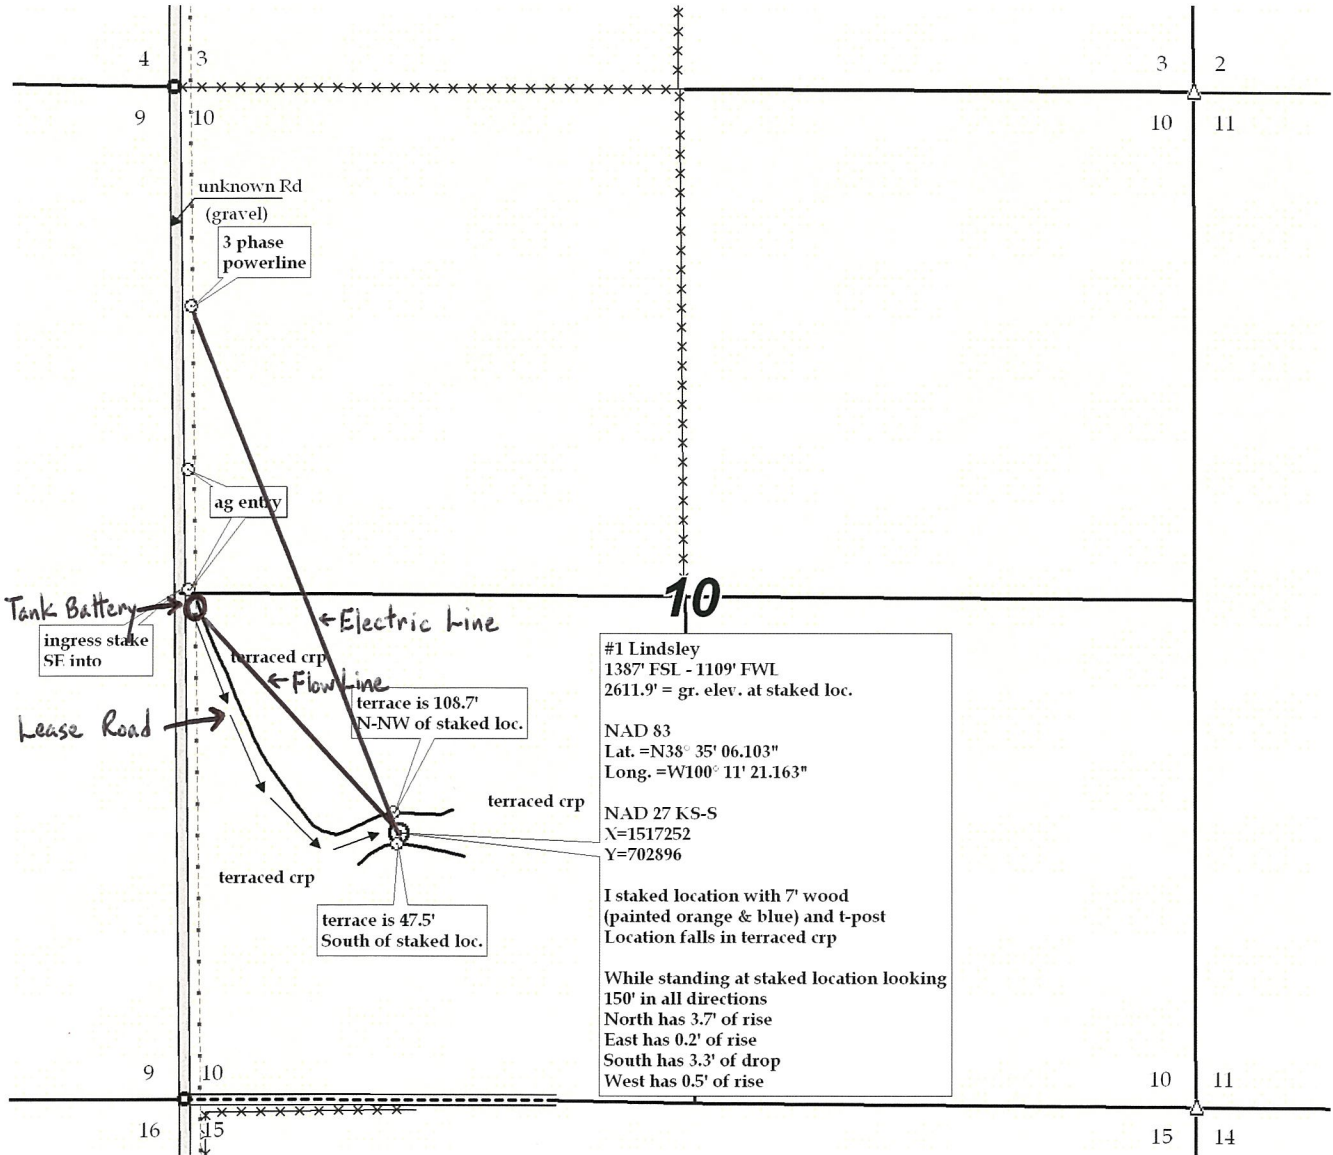 4 3
3 2
9 10
10 11
unknown Rd
(gravel)
3 phase
powerline
ag entry
Tank Battery
10
ingress stake
SE into
←Electric Line
terraced crp
←Flow Line
Lease Road
terrace is 108.7'
N-NW of staked loc.
terraced crp
terraced crp
terrace is 47.5'
South of staked loc.
#1 Lindsley
1387' FSL - 1109' FWL
2611.9' = gr. elev. at staked loc.
NAD 83
Lat. =N38° 35' 06.103"
Long. =W100° 11' 21.163"
NAD 27 KS-S
X=1517252
Y=702896
I staked location with 7' wood
(painted orange & blue) and t-post
Location falls in terraced crp
While standing at staked location looking
150' in all directions
North has 3.7' of rise
East has 0.2' of rise
South has 3.3' of drop
West has 0.5' of rise
9 10
10 11
16 15
15 14